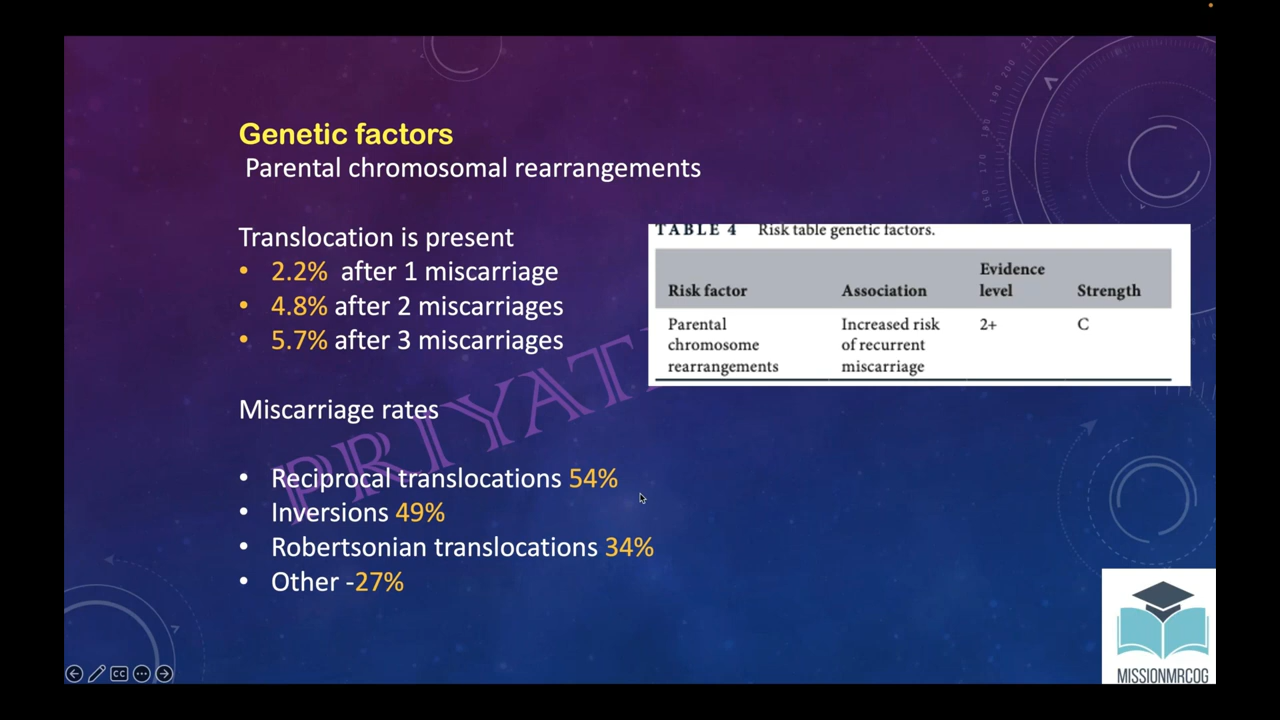 Genetic factors
Parental chromosomal rearrangements
Translocation is present
• 2.2% after 1 miscarriage
• 4.8% after 2 miscarriages
• 5.7% after 3 miscarriages
Miscarriage rates
• Reciprocal translocations 54%
• Inversions 49%
• Robertsonian translocations 34%
• Other -27%
TABLE 4 Risk table genetic factors.
Risk factor Association Evidence level Strength
Parental chromosome rearrangements Increased risk of recurrent miscarriage 2+ C
PRIYAT
CC
MISSIONMRCOG